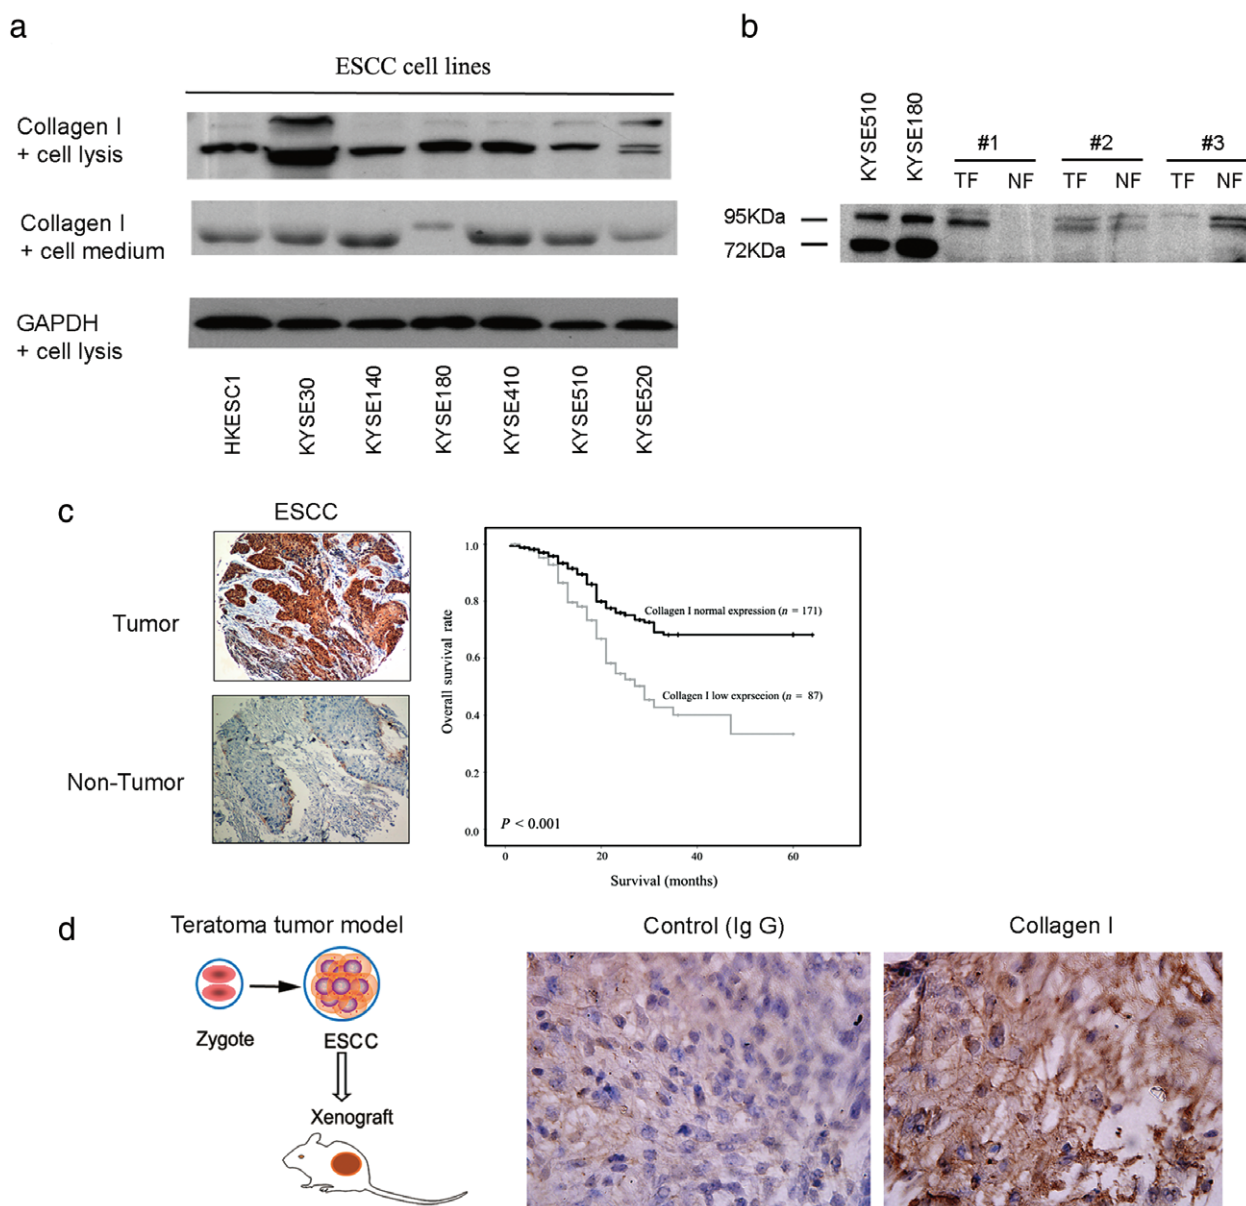 a
ESCC cell lines
Collagen I
+ cell lysis
Collagen I
+ cell medium
GAPDH
+ cell lysis
HKESC1
KYSE30
KYSE140
KYSE180
KYSE410
KYSE510
KYSE520
b
KYSE510
KYSE180
#1
#2
#3
TF NF TF NF TF NF
95KDa
72KDa
c
ESCC
Tumor
Non-Tumor
Overall survival rate
1.0
0.8
0.6
0.4
0.2
0.0
Collagen I normal expression (n = 171)
Collagen I low exprsecion (n = 87)
P < 0.001
0 20 40 60
Survival (months)
d
Teratoma tumor model
Zygote
ESCC
Xenograft
Control (Ig G)
Collagen I